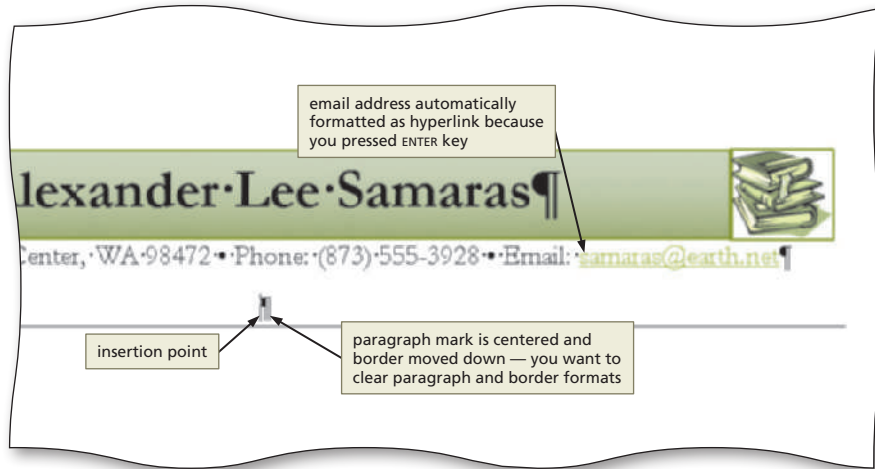 email address automatically
formatted as hyperlink because
you pressed ENTER key
lexander·Lee·Samaras¶
Center,·WA·98472·•·Phone:·(873)·555-3928·•·Email:·samaras@earth.net¶
¶
insertion point
paragraph mark is centered and
border moved down — you want to
clear paragraph and border formats